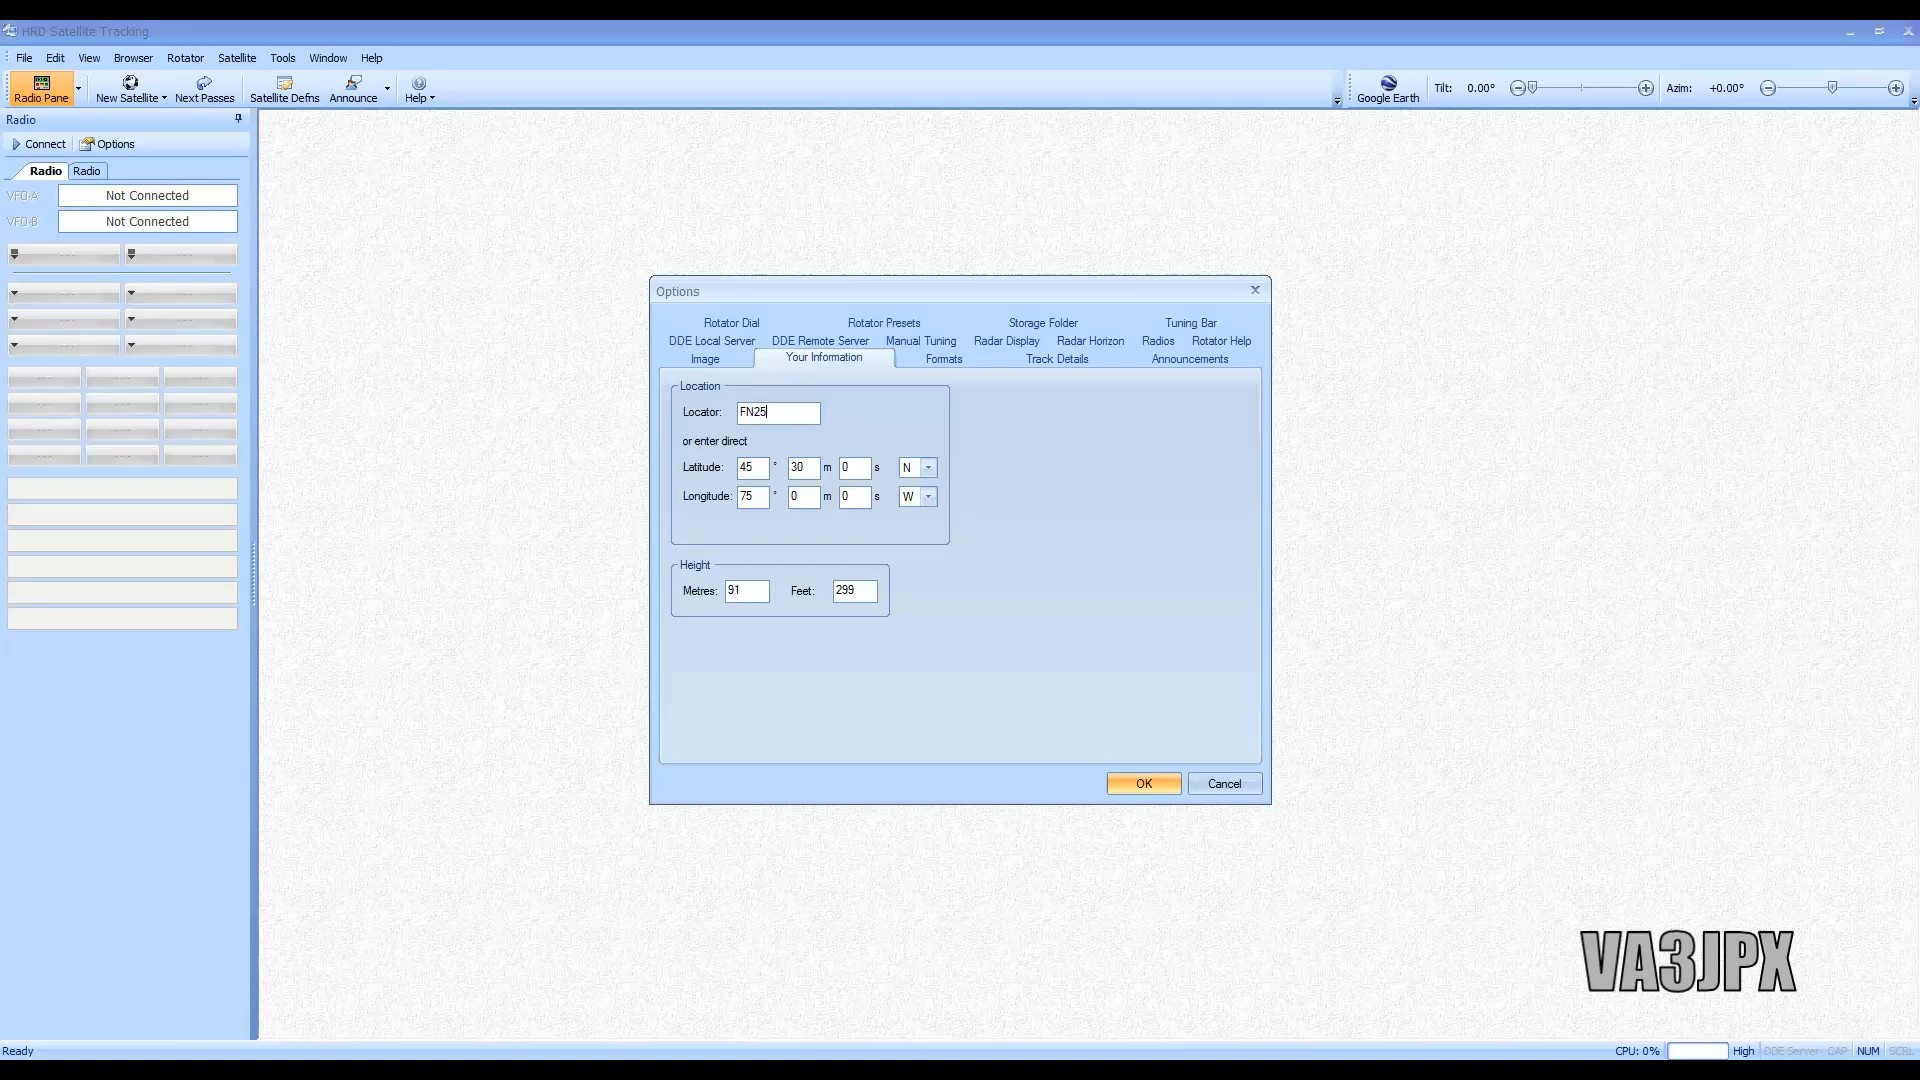 HRD Satellite Tracking
File Edit View Browser Rotator Satellite Tools Window Help
Radio Pane New Satellite Next Passes Satellite Defns Announce Help Google Earth Tilt: 0.00° Azim: +0.00°
Radio
Connect Options
Radio Radio
VFO-A Not Connected
VFO-B Not Connected
Options
Rotator Dial Rotator Presets Storage Folder Tuning Bar
DDE Local Server DDE Remote Server Manual Tuning Radar Display Radar Horizon Radios Rotator Help
Image Your Information Formats Track Details Announcements
Location
Locator: FN25
or enter direct
Latitude: 45 ° 30 m 0 s N
Longitude: 75 ° 0 m 0 s W
Height
Metres: 91 Feet: 299
OK Cancel
VA3JPX
Ready CPU: 0% High DDE Server CAP NUM SCRL